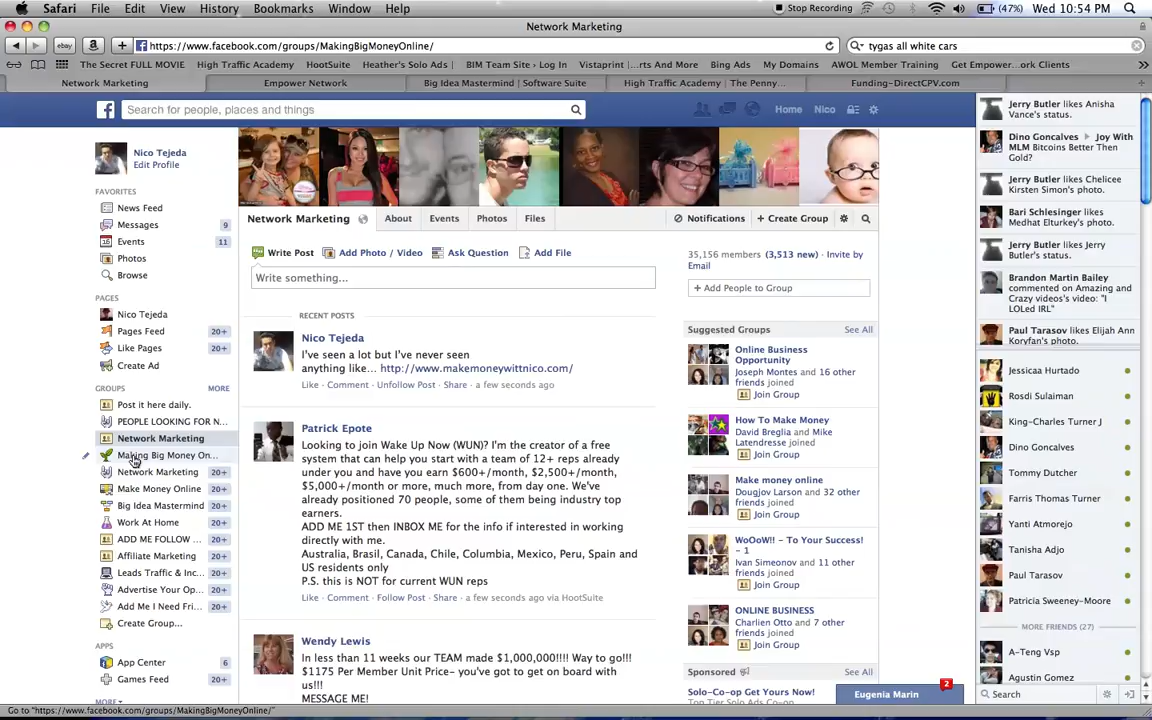 Safari File Edit View History Bookmarks Window Help Stop Recording (47%) Wed 10:54 PM
Network Marketing
ebay a + https://www.facebook.com/groups/MakingBigMoneyOnline/ tygas all white cars
The Secret FULL MOVIE High Traffic Academy HootSuite Heather's Solo Ads BIM Team Site › Log In Vistaprint |...rts And More Bing Ads My Domains AWOL Member Training Get Empower...ork Clients
Network Marketing Empower Network Big Idea Mastermind | Software Suite High Traffic Academy | The Penny... Funding-DirectCPV.com
Search for people, places and things Home Nico
Nico Tejeda
Edit Profile
FAVORITES
News Feed
Messages 9
Events 11
Photos
Browse
PAGES
Nico Tejeda
Pages Feed 20+
Like Pages 20+
Create Ad
GROUPS MORE
Post it here daily.
PEOPLE LOOKING FOR N...
Network Marketing
Making Big Money On...
Network Marketing 20+
Make Money Online 20+
Big Idea Mastermind 20+
Work At Home 20+
ADD ME FOLLOW ... 20+
Affiliate Marketing 20+
Leads Traffic & Inc... 20+
Advertise Your Op... 20+
Add Me I Need Fri... 20+
Create Group...
APPS
App Center 6
Games Feed
MORE
Network Marketing About Events Photos Files Notifications + Create Group
Write Post Add Photo / Video Ask Question Add File
Write something...
RECENT POSTS
Nico Tejeda
I've seen a lot but I've never seen
anything like... http://www.makemoneywittnico.com/
Like · Comment · Unfollow Post · Share · a few seconds ago
Patrick Epote
Looking to join Wake Up Now (WUN)? I'm the creator of a free
system that can help you start with a team of 12+ reps already
under you and have you earn $600+/month, $2,500+/month,
$5,000+/month or more, much more, from day one. We've
already positioned 70 people, some of them being industry top
earners.
ADD ME 1ST then INBOX ME for the info if interested in working
directly with me.
Australia, Brasil, Canada, Chile, Columbia, Mexico, Peru, Spain and
US residents only
P.S. this is NOT for current WUN reps
Like · Comment · Follow Post · Share · a few seconds ago via HootSuite
Wendy Lewis
In less than 11 weeks our TEAM made $1,000,000!!!! Way to go!!!
$1175 Per Member Unit Price- you've got to get on board with
us!!!
MESSAGE ME!
35,156 members (3,513 new) · Invite by
Email
+ Add People to Group
Suggested Groups See All
Online Business
Opportunity
Joseph Montes and 16 other
friends joined
Join Group
How To Make Money
David Breglia and Mike
Latendresse joined
Join Group
Make money online
Dougjov Larson and 32 other
friends joined
Join Group
WoOoW!! - To Your Success!
- 1
Ivan Simeonov and 11 other
friends joined
Join Group
ONLINE BUSINESS
Charlien Otto and 7 other
friends joined
Join Group
Sponsored See All
Solo-Co-op Get Yours Now!
Top Tier Solo Ads Co-op
Eugenia Marin 2
Jerry Butler likes Anisha
Vance's status.
Dino Goncalves ▸ Joy With
MLM Bitcoins Better Then
Gold?
Jerry Butler likes Chelicee
Kirsten Simon's photo.
Bari Schlesinger likes
Medhat Elturkey's photo.
Jerry Butler likes Jerry
Butler's status.
Brandon Martin Bailey
commented on Amazing and
Crazy videos's video: "I
LOLed IRL"
Paul Tarasov likes Elijah Ann
Koryfan's photo.
Jessicaa Hurtado
Rosdi Sulaiman
King-Charles Turner J
Dino Goncalves
Tommy Dutcher
Farris Thomas Turner
Yanti Atmorejo
Tanisha Adjo
Paul Tarasov
Patricia Sweeney-Moore
MORE FRIENDS (27)
A-Teng Vsp
Agustin Gomez
Search
Go to "https://www.facebook.com/groups/MakingBigMoneyOnline/"